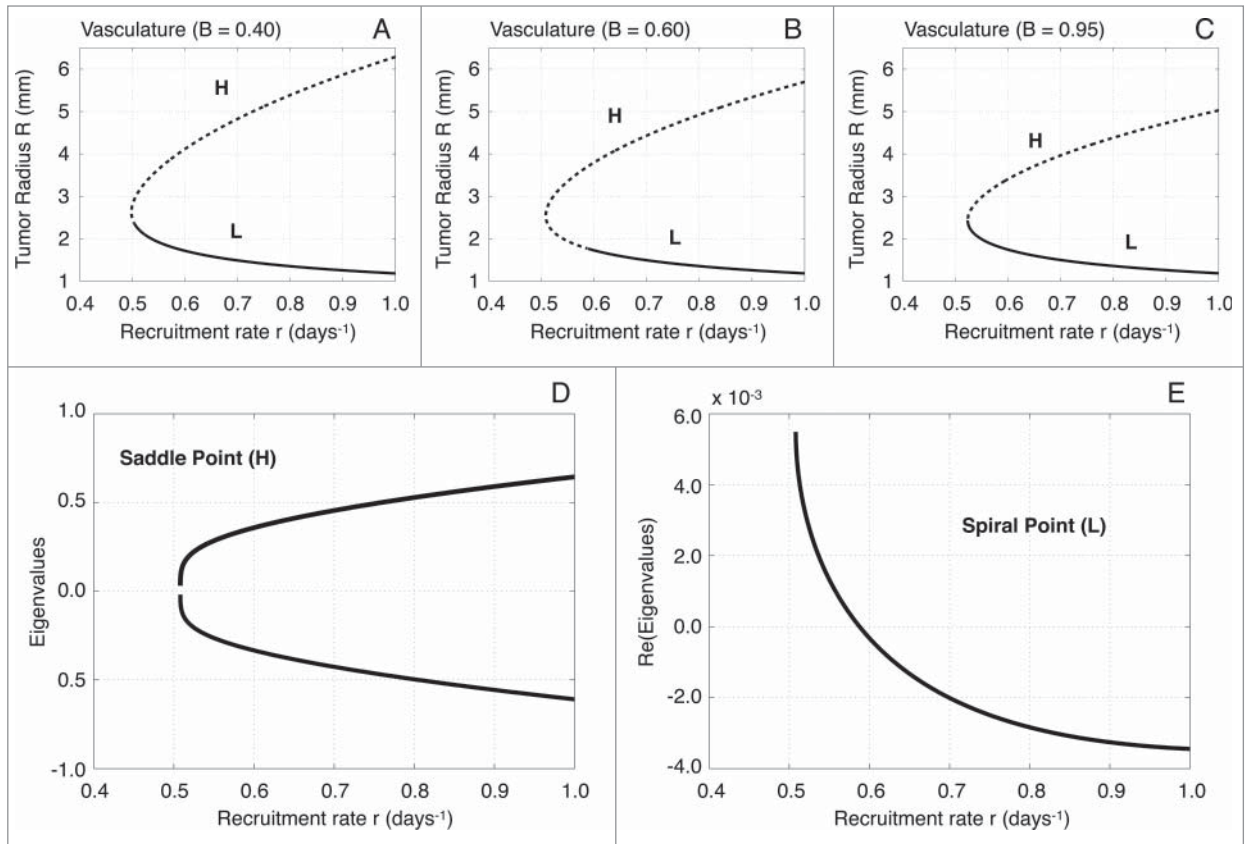 Vasculature (B = 0.40)
A
Tumor Radius R (mm)
6
5
4
3
2
1
H
L
0.4 0.5 0.6 0.7 0.8 0.9 1.0
Recruitment rate r (days-1)
Vasculature (B = 0.60)
B
Tumor Radius R (mm)
6
5
4
3
2
1
H
L
0.4 0.5 0.6 0.7 0.8 0.9 1.0
Recruitment rate r (days-1)
Vasculature (B = 0.95)
C
Tumor Radius R (mm)
6
5
4
3
2
1
H
L
0.4 0.5 0.6 0.7 0.8 0.9 1.0
Recruitment rate r (days-1)
D
Eigenvalues
1.0
0.5
0.0
0.5
-1.0
Saddle Point (H)
0.4 0.5 0.6 0.7 0.8 0.9 1.0
Recruitment rate r (days-1)
x 10-3
E
Re(Eigenvalues)
6.0
4.0
2.0
0.0
-2.0
-4.0
Spiral Point (L)
0.4 0.5 0.6 0.7 0.8 0.9 1.0
Recruitment rate r (days-1)